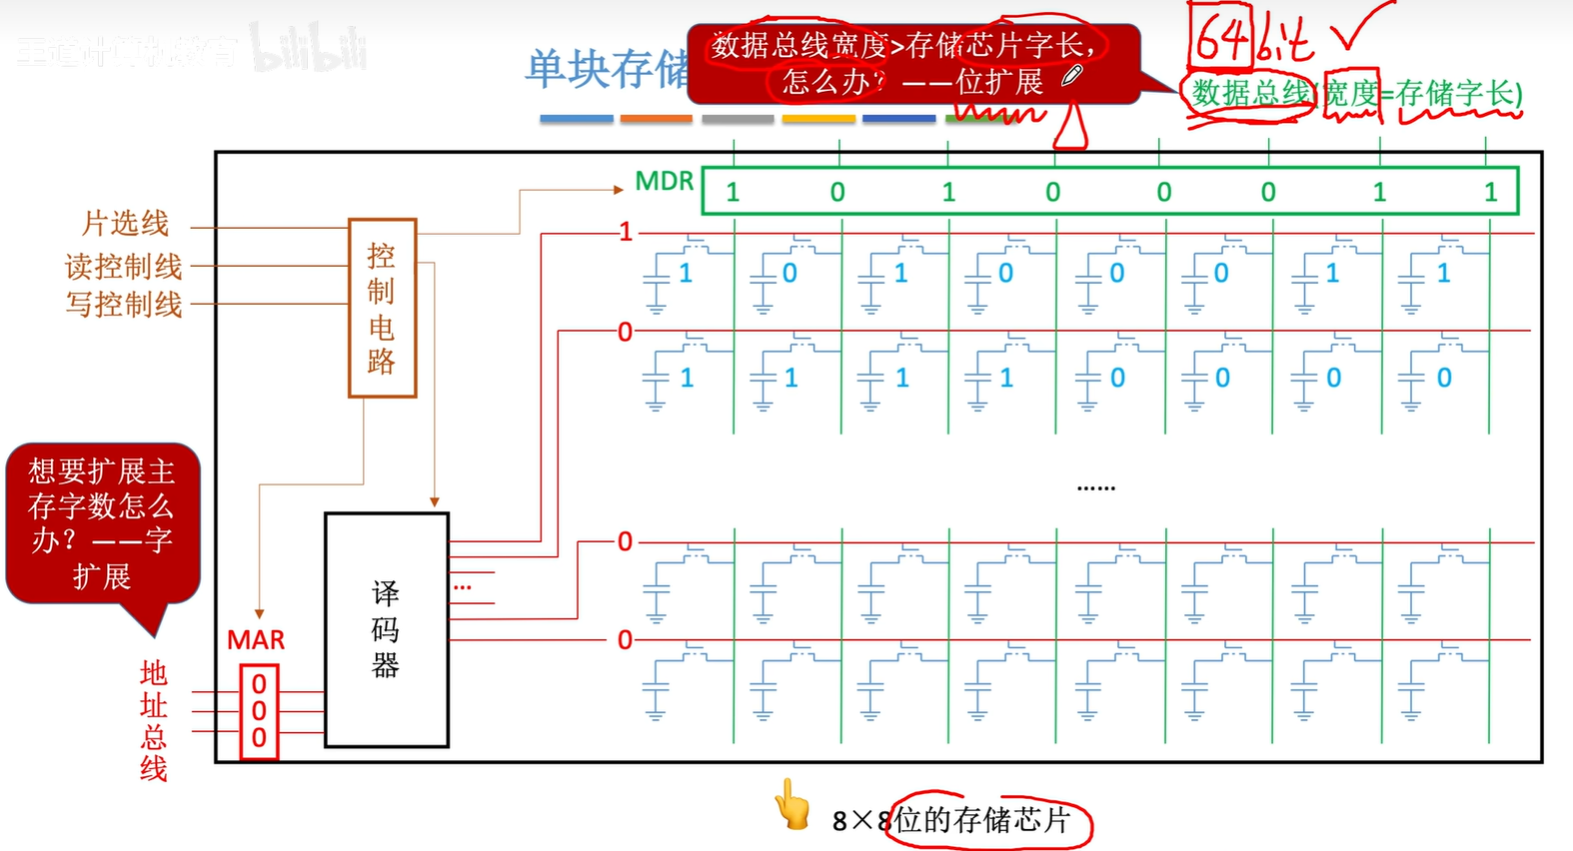 王道计算机教育 bilibili
单块存储
数据总线宽度>存储芯片字长，
怎么办？——位扩展
64bit
数据总线(宽度=存储字长)
MDR 1 0 1 0 0 0 1 1
片选线
读控制线
写控制线
控制电路
1
1 0 1 0 0 0 1 1
0
1 1 1 1 0 0 0 0
……
想要扩展主
存字数怎么
办？——字
扩展
译码器
...
0
0
MAR
0
0
0
地址总线
8×8位的存储芯片